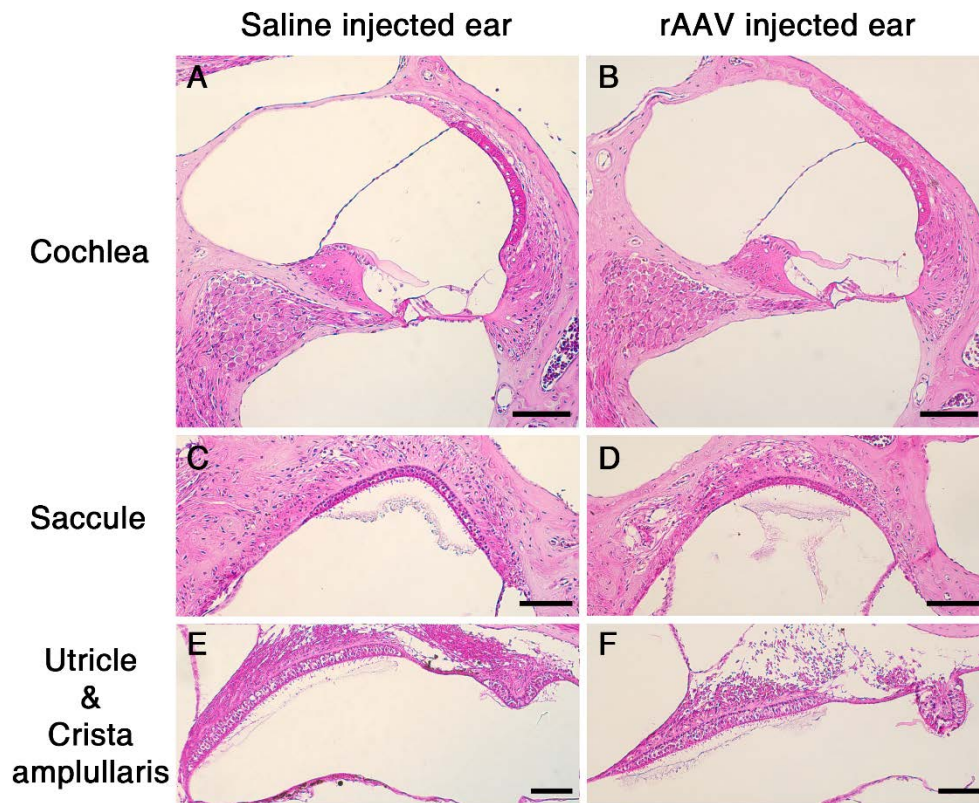 Saline injected ear
rAAV injected ear
A
B
Cochlea
C
D
Saccule
E
F
Utricle
&
Crista
amplullaris